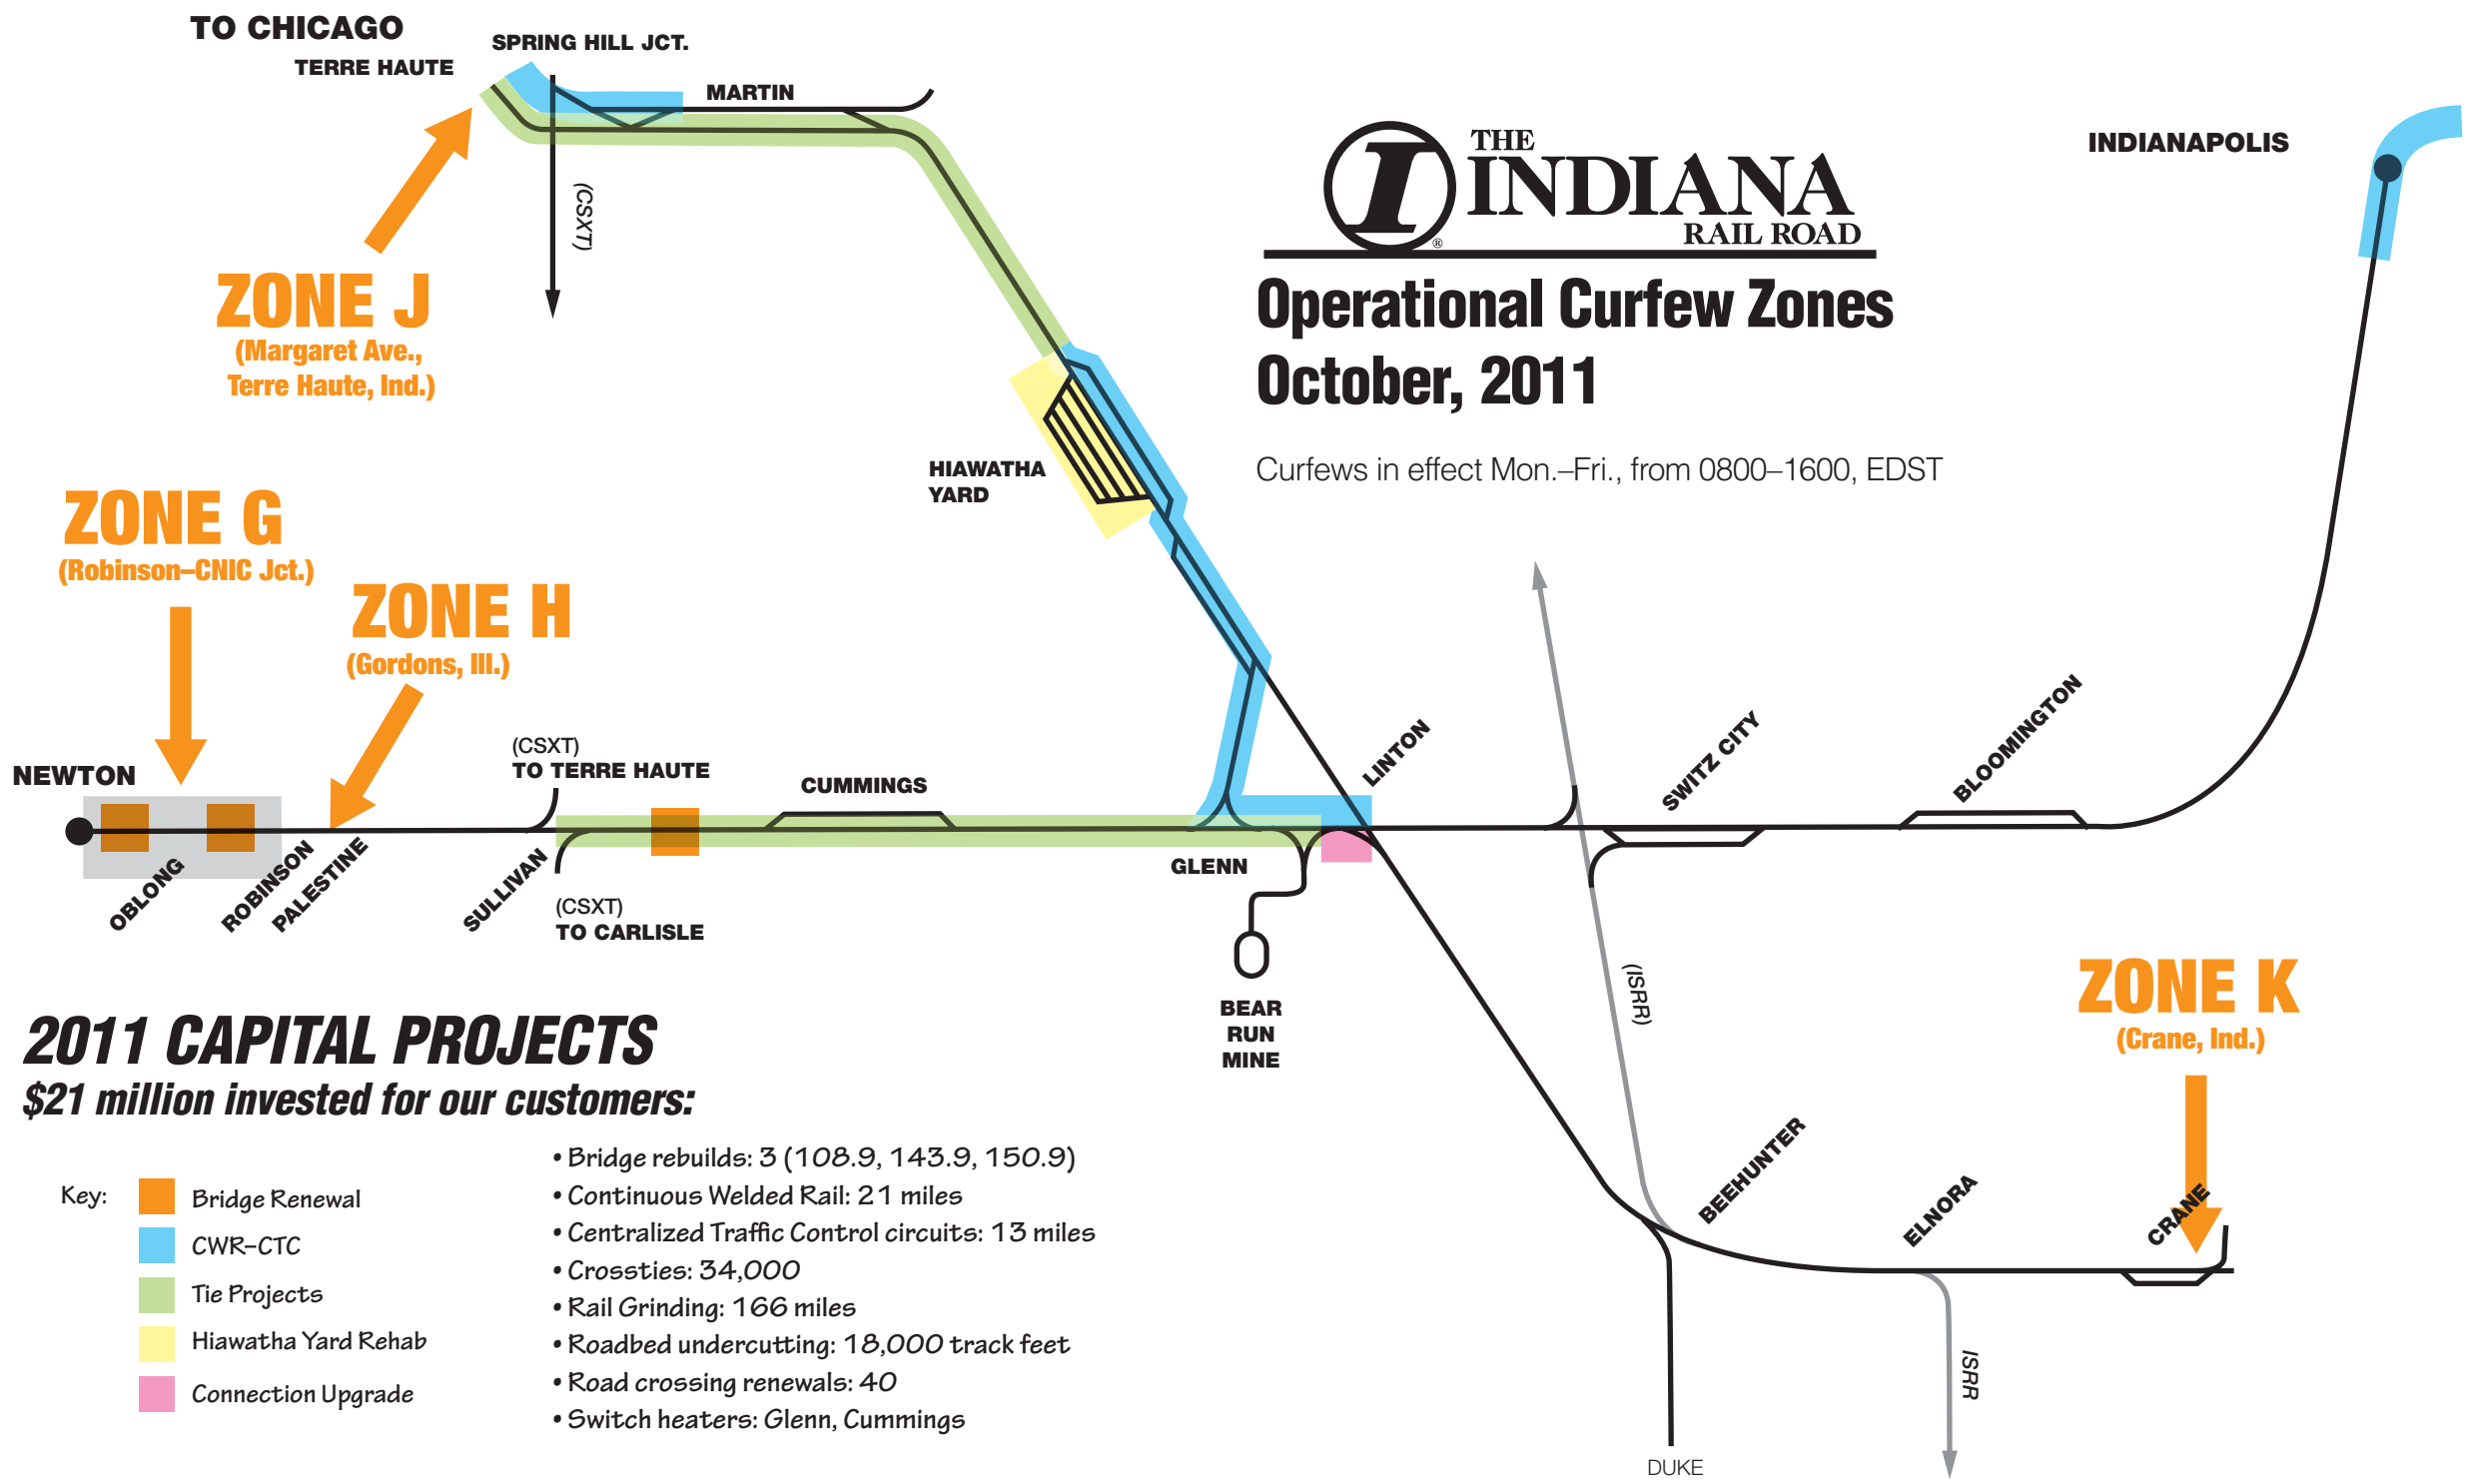 TO CHICAGO
TERRE HAUTE
SPRING HILL JCT.
MARTIN
(CSXT)
ZONE J
(Margaret Ave.,
Terre Haute, Ind.)
THE
INDIANA
RAIL ROAD
I
®
Operational Curfew Zones
October, 2011
Curfews in effect Mon.–Fri., from 0800–1600, EDST
INDIANAPOLIS
HIAWATHA
YARD
ZONE G
(Robinson–CNIC Jct.)
ZONE H
(Gordons, Ill.)
NEWTON
OBLONG
ROBINSON
PALESTINE
SULLIVAN
(CSXT)
TO TERRE HAUTE
(CSXT)
TO CARLISLE
CUMMINGS
GLENN
LINTON
SWITZ CITY
BLOOMINGTON
BEAR
RUN
MINE
(ISRR)
ZONE K
(Crane, Ind.)
BEEHUNTER
ELNORA
CRANE
ISRR
DUKE
2011 CAPITAL PROJECTS
$21 million invested for our customers:
Key:
Bridge Renewal
CWR–CTC
Tie Projects
Hiawatha Yard Rehab
Connection Upgrade
• Bridge rebuilds: 3 (108.9, 143.9, 150.9)
• Continuous Welded Rail: 21 miles
• Centralized Traffic Control circuits: 13 miles
• Crossties: 34,000
• Rail Grinding: 166 miles
• Roadbed undercutting: 18,000 track feet
• Road crossing renewals: 40
• Switch heaters: Glenn, Cummings